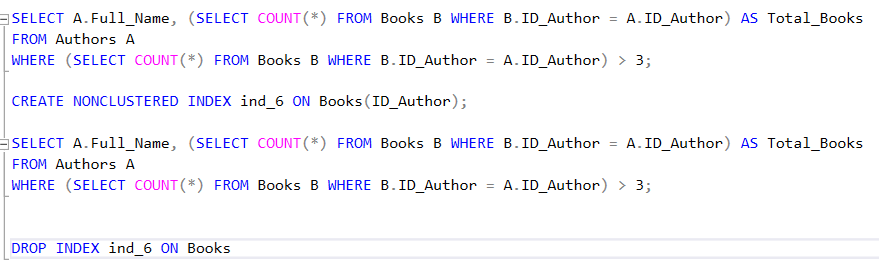 SELECT A.Full_Name, (SELECT COUNT(*) FROM Books B WHERE B.ID_Author = A.ID_Author) AS Total_Books
FROM Authors A
WHERE (SELECT COUNT(*) FROM Books B WHERE B.ID_Author = A.ID_Author) > 3;
CREATE NONCLUSTERED INDEX ind_6 ON Books(ID_Author);
SELECT A.Full_Name, (SELECT COUNT(*) FROM Books B WHERE B.ID_Author = A.ID_Author) AS Total_Books
FROM Authors A
WHERE (SELECT COUNT(*) FROM Books B WHERE B.ID_Author = A.ID_Author) > 3;
DROP INDEX ind_6 ON Books